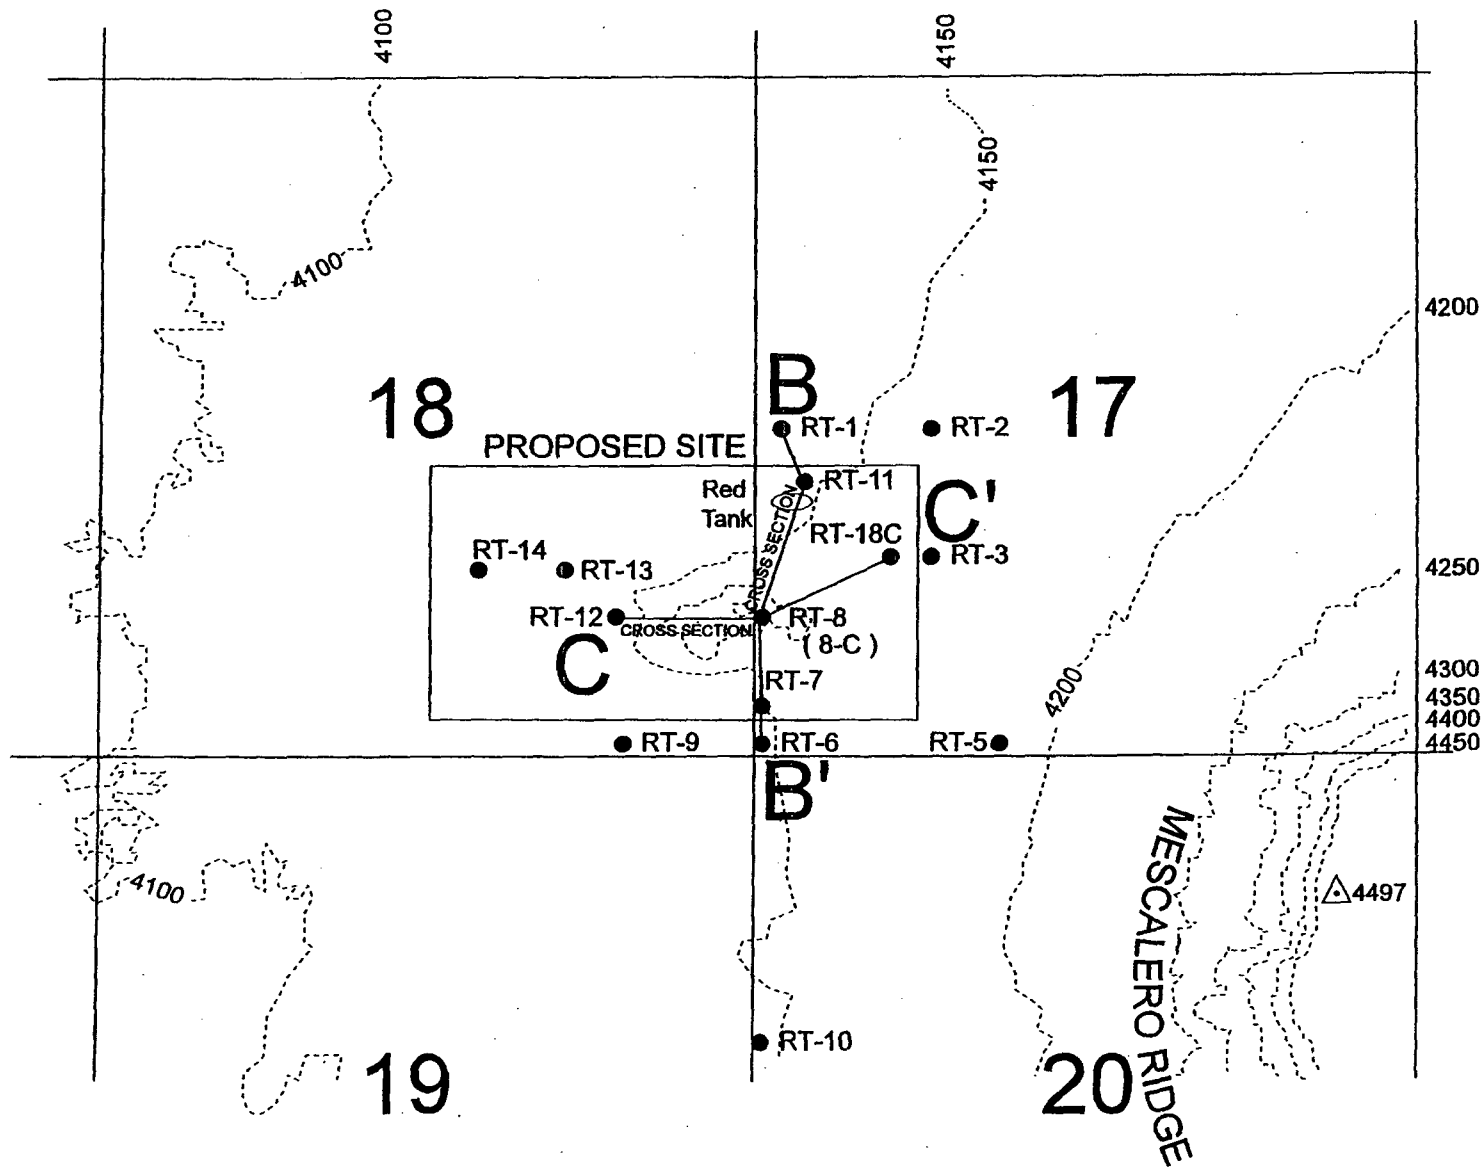 4100
4150
4150
4100
4200
18
B
17
RT-1
RT-2
PROPOSED SITE
Red
Tank
RT-11
C'
CROSS SECTION
RT-18C
RT-3
RT-14
RT-13
4250
RT-12
CROSS SECTION
RT-8
( 8-C )
C
RT-7
4200
4300
4350
4400
4450
RT-9
RT-6
RT-5
B'
MESCALERO RIDGE
4100
4497
RT-10
19
20